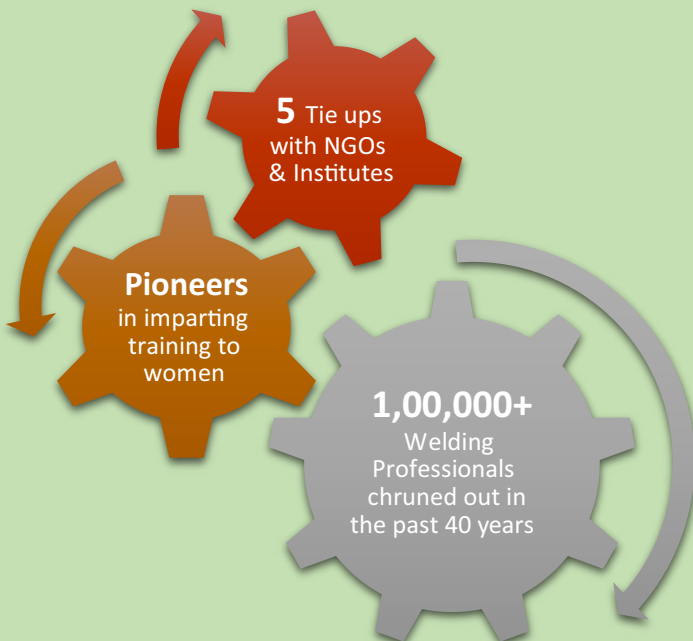 5 Tie ups
with NGOs
& Institutes
Pioneers
in imparting
training to
women
1,00,000+
Welding
Professionals
chruned out in
the past 40 years